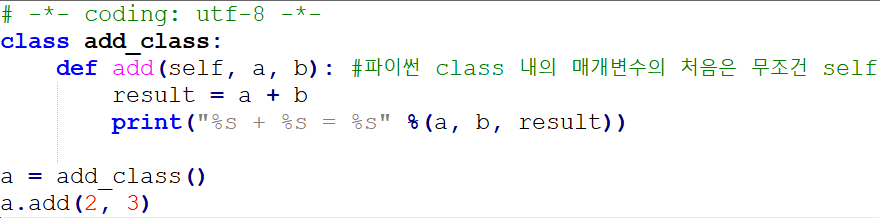 # -*- coding: utf-8 -*-
class add_class:
    def add(self, a, b): #파이썬 class 내의 매개변수의 처음은 무조건 self
        result = a + b
        print("%s + %s = %s" %(a, b, result))
a = add_class()
a.add(2, 3)